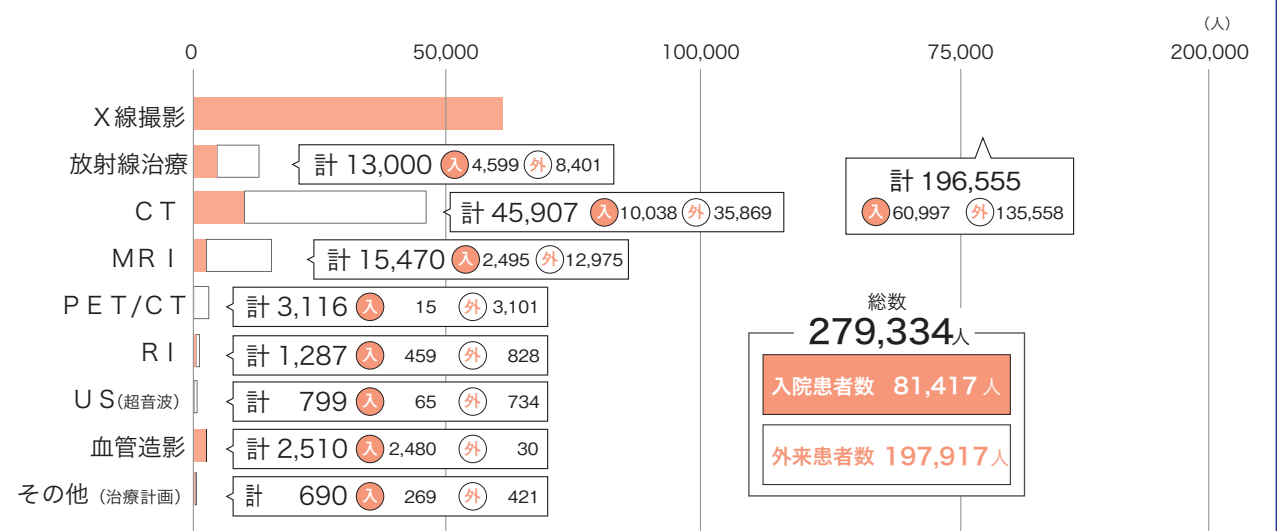 （人）
0 50,000 100,000 75,000 200,000
X線撮影
計 196,555
入 60,997 外 135,558
放射線治療 計 13,000 入 4,599 外 8,401
CT 計 45,907 入 10,038 外 35,869
MRI 計 15,470 入 2,495 外 12,975
PET/CT 計 3,116 入 15 外 3,101
RI 計 1,287 入 459 外 828
US(超音波) 計 799 入 65 外 734
血管造影 計 2,510 入 2,480 外 30
その他（治療計画） 計 690 入 269 外 421
総数
279,334人
入院患者数 81,417 人
外来患者数 197,917人